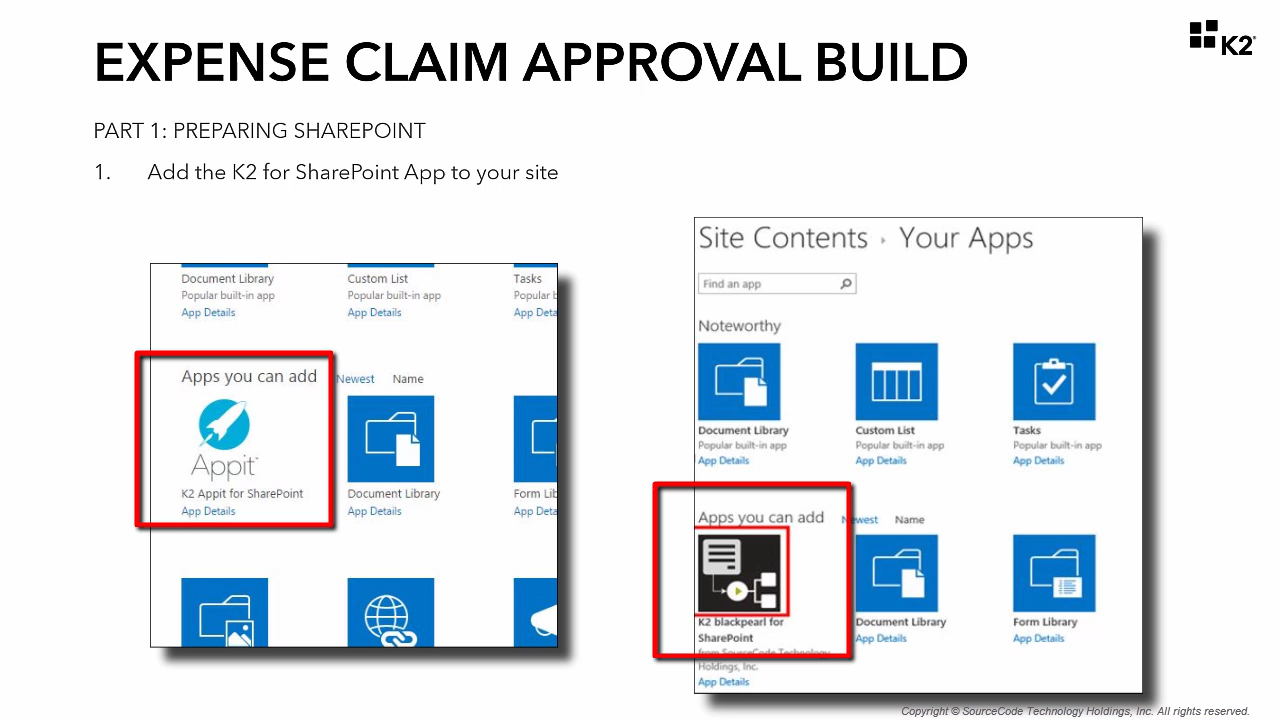 EXPENSE CLAIM APPROVAL BUILD
K2
PART 1: PREPARING SHAREPOINT
1. Add the K2 for SharePoint App to your site
Document Library
Popular built-in app
App Details
Custom List
Popular built-in app
App Details
Tasks
Popular b
App Deta
Apps you can add
Newest Name
Appit™
K2 Appit for SharePoint
App Details
Document Library
App Details
Form Lib
App Deta
Site Contents › Your Apps
Find an app
Noteworthy
Document Library
Popular built-in app
App Details
Custom List
Popular built-in app
App Details
Tasks
Popular built-in app
App Details
Apps you can add
Newest Name
K2 blackpearl for
SharePoint
from SourceCode Technology
Holdings, Inc.
App Details
Document Library
App Details
Form Library
App Details
Copyright © SourceCode Technology Holdings, Inc. All rights reserved.